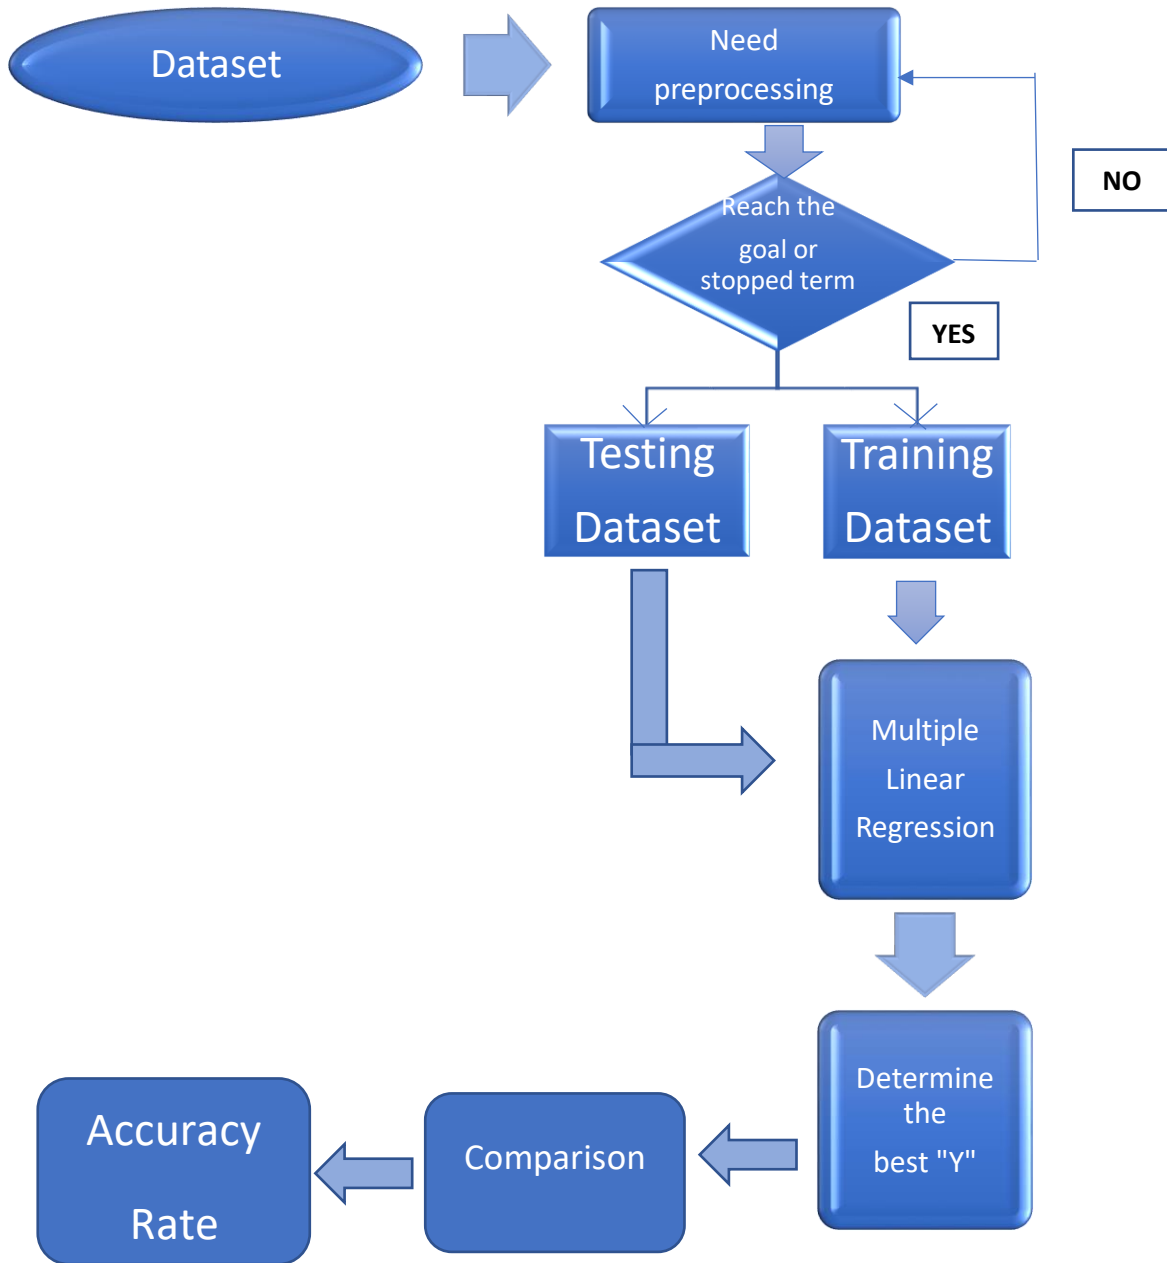 Dataset
Need
preprocessing
NO
Reach the
goal or
stopped term
YES
Testing
Dataset
Training
Dataset
Multiple
Linear
Regression
Determine
the
best "Y"
Comparison
Accuracy
Rate